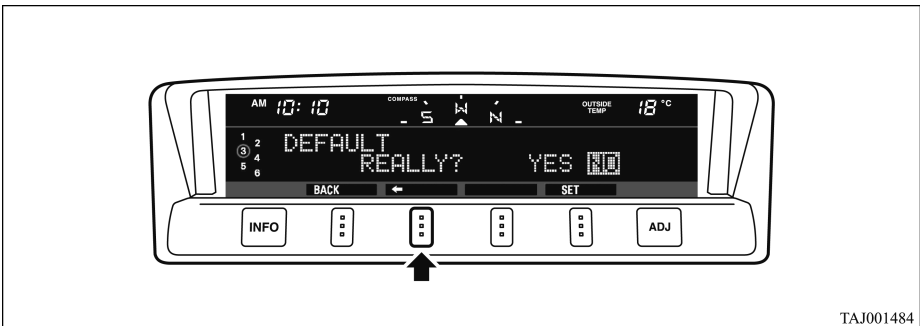 AM 10:10 COMPASS S W N OUTSIDE TEMP 18 °C
1 2 3 4 5 6
DEFAULT
REALLY? YES NO
BACK ← SET
INFO ADJ
TAJ001484